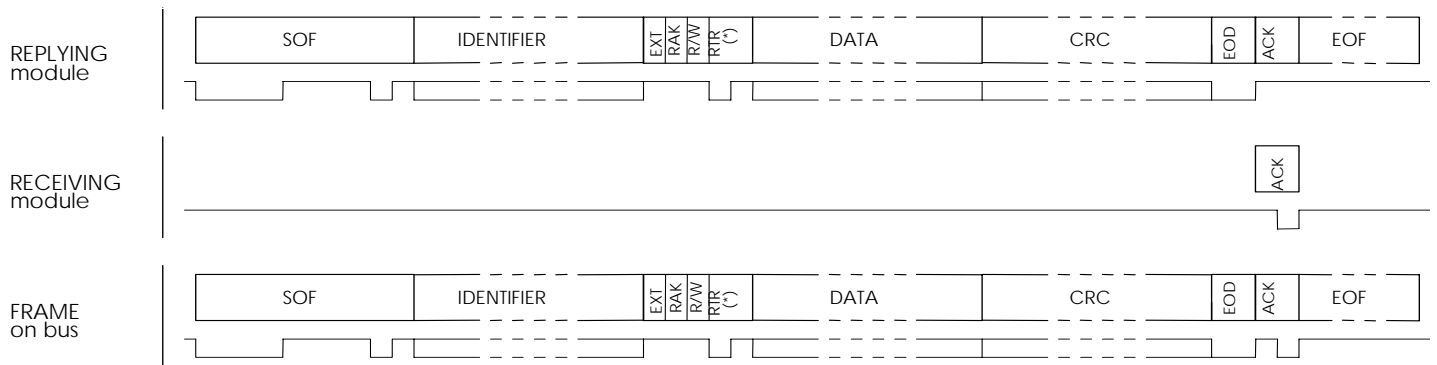 REPLYING
module
SOF IDENTIFIER EXT RAK R/W RTR (*) DATA CRC EOD ACK EOF
RECEIVING
module
ACK
FRAME
on bus
SOF IDENTIFIER EXT RAK R/W RTR (*) DATA CRC EOD ACK EOF